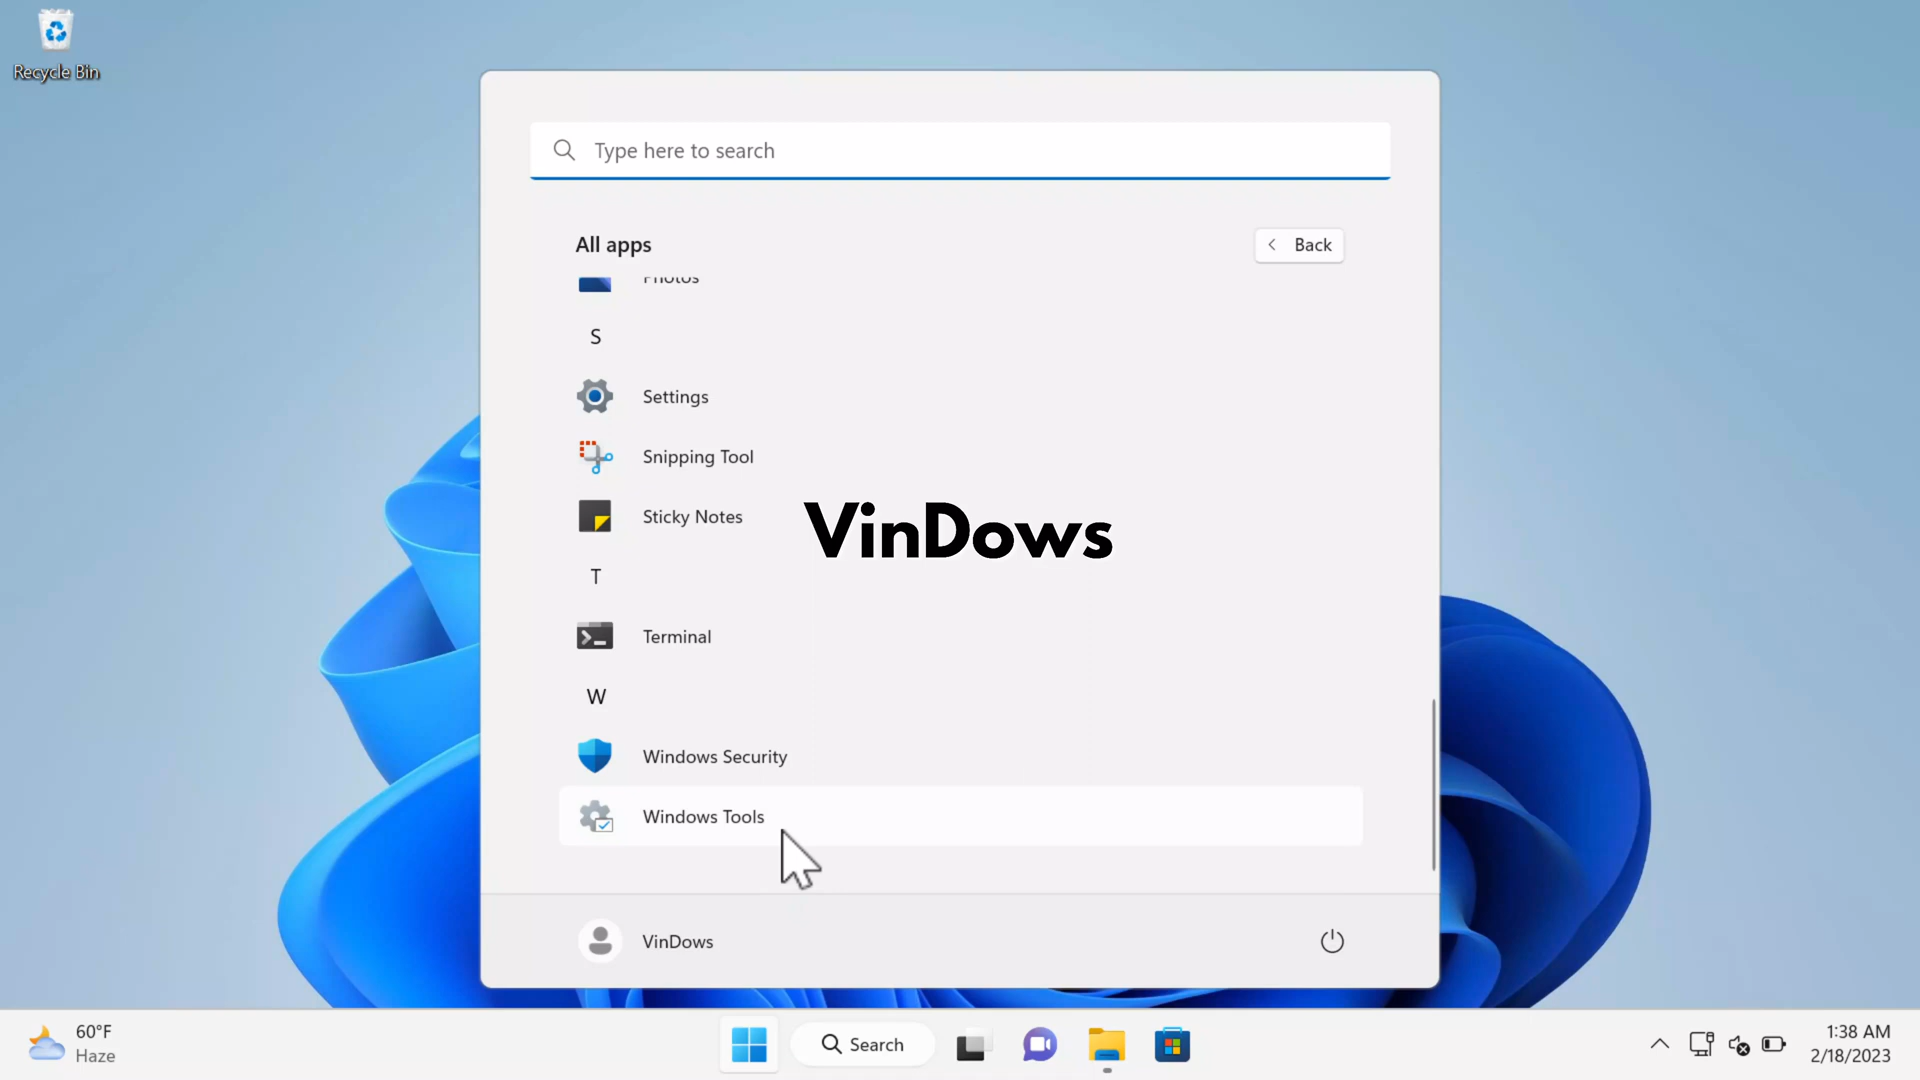 Recycle Bin
Type here to search
All apps
Back
Photos
S
Settings
Snipping Tool
Sticky Notes
VinDows
T
Terminal
W
Windows Security
Windows Tools
VinDows
60°F
Haze
Search
1:38 AM
2/18/2023